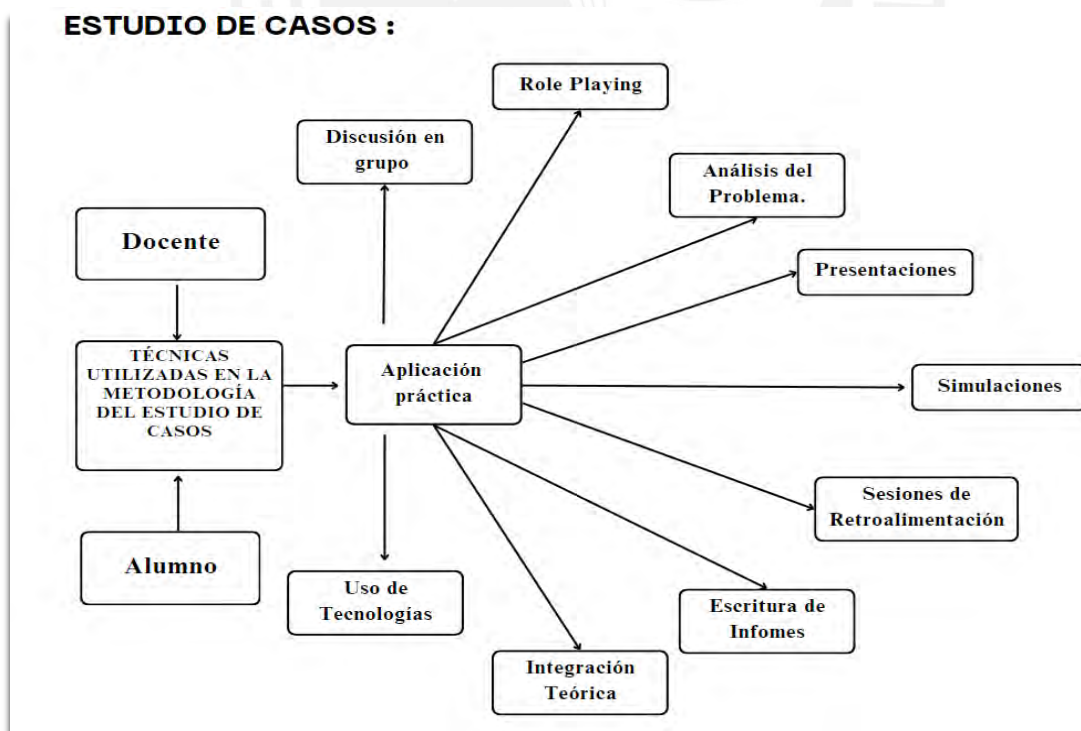 ESTUDIO DE CASOS :
Role Playing
Discusión en
grupo
Análisis del
Problema.
Docente
Presentaciones
TÉCNICAS
UTILIZADAS EN LA
METODOLOGÍA
DEL ESTUDIO DE
CASOS
Aplicación
práctica
Simulaciones
Sesiones de
Retroalimentación
Alumno
Uso de
Tecnologías
Escritura de
Infomes
Integración
Teórica